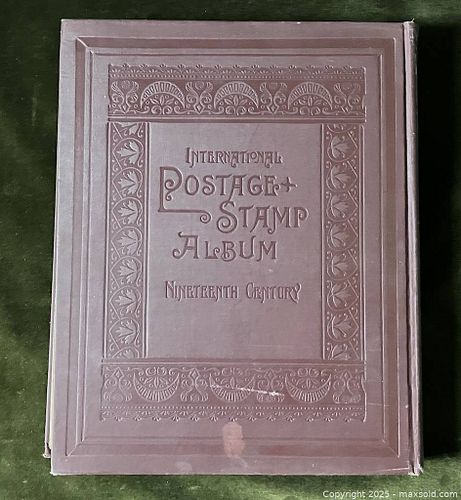 INTERNATIONAL
POSTAGE+
STAMP
ALBUM
NINETEENTH CENTURY
Copyright 2025 - maxsold.com